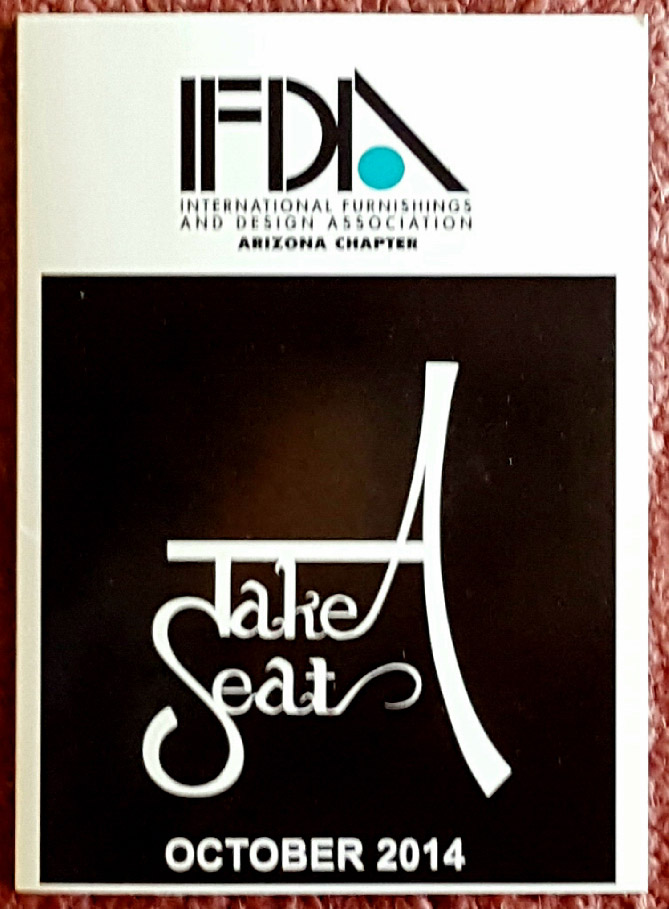 IFDA
INTERNATIONAL FURNISHINGS
AND DESIGN ASSOCIATION
ARIZONA CHAPTER
Take A
Seat
OCTOBER 2014